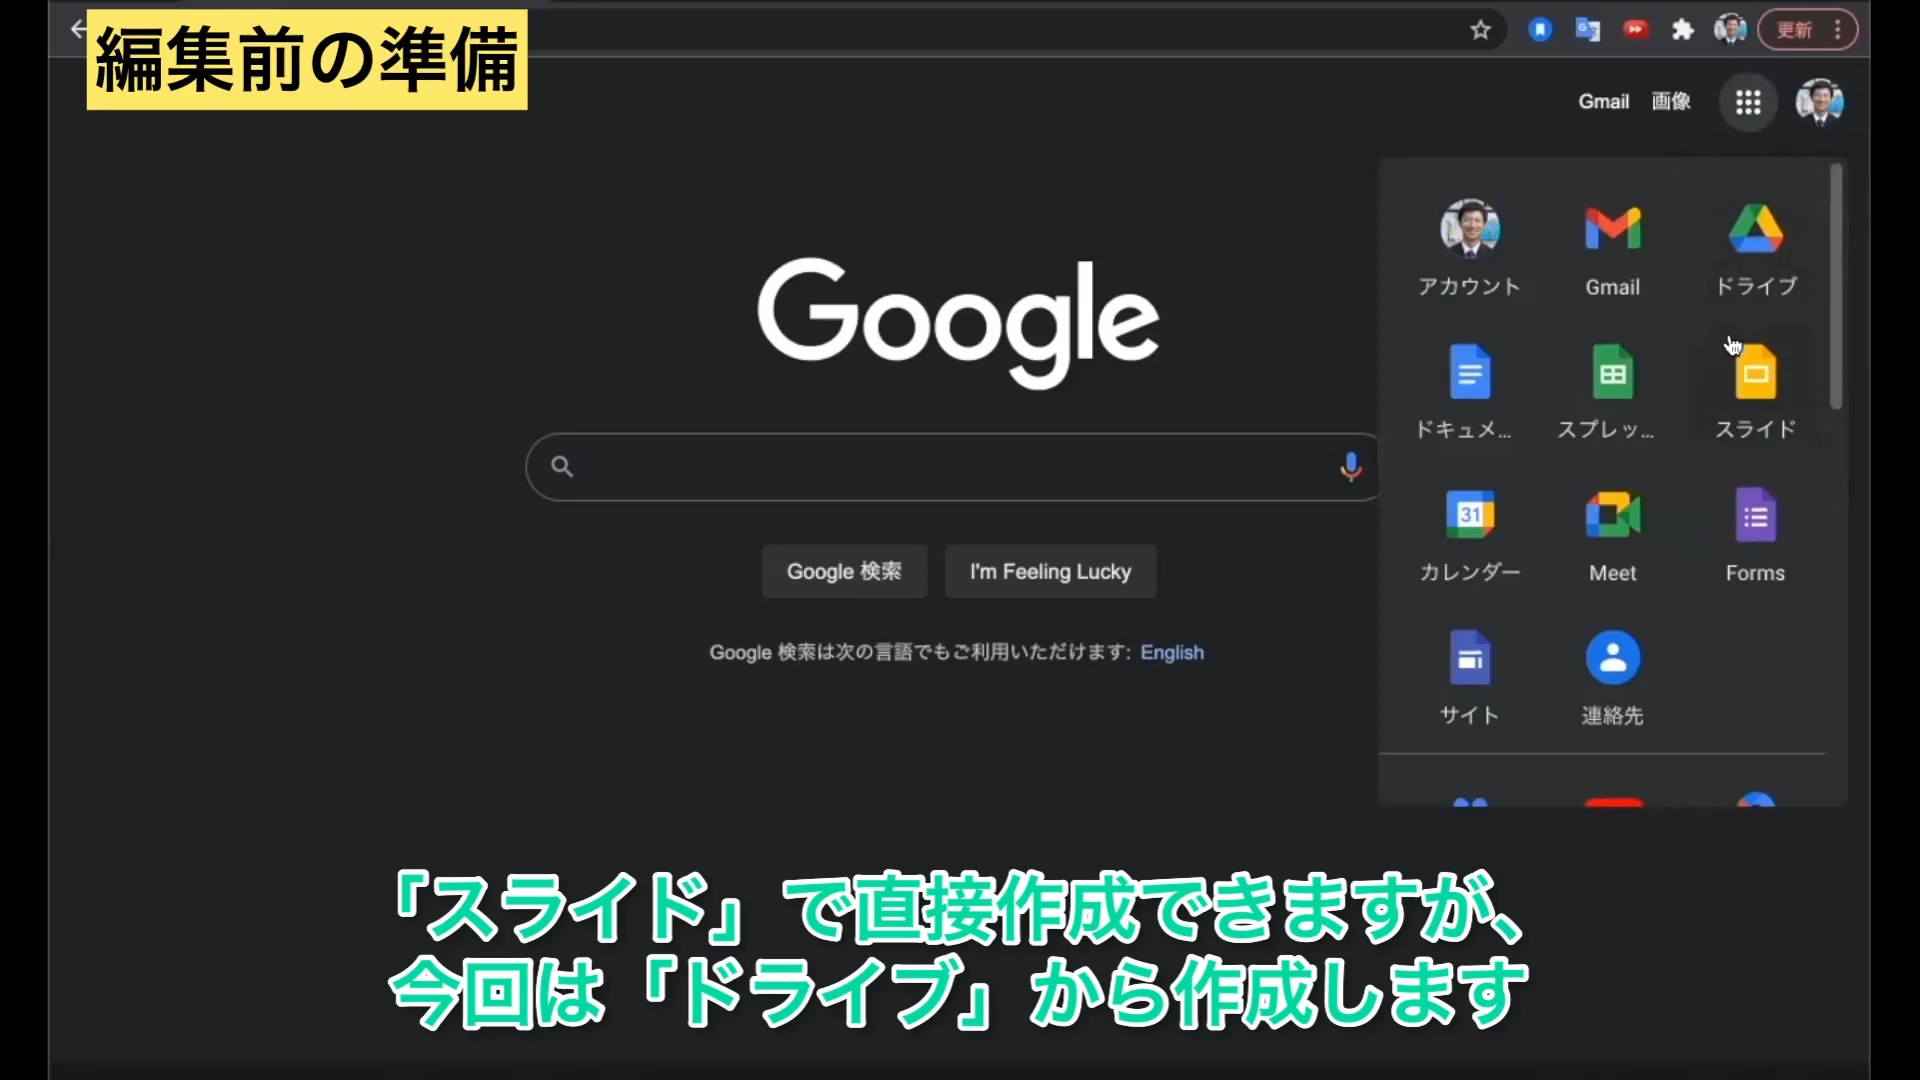 編集前の準備
更新
Gmail 画像
アカウント Gmail ドライブ
Google
ドキュメ... スプレッ... スライド
31
Google 検索 I'm Feeling Lucky
カレンダー Meet Forms
Google 検索は次の言語でもご利用いただけます: English
サイト 連絡先
「スライド」で直接作成できますが、
今回は「ドライブ」から作成します